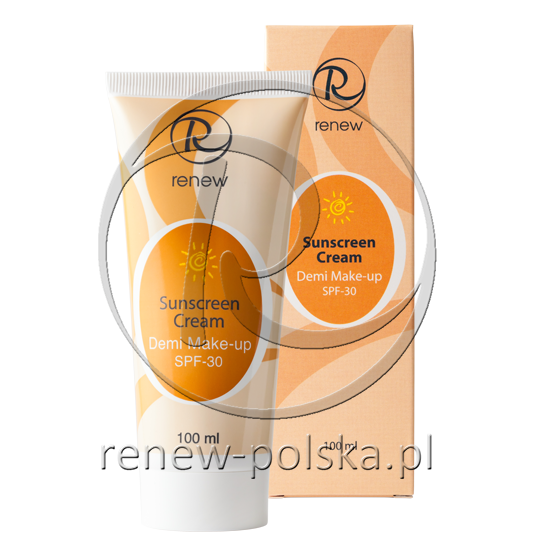 R
renew
Sunscreen
Cream
Demi Make-up
SPF-30
100 ml
R
renew
Sunscreen
Cream
Demi Make-up
SPF-30
100 ml
R
renew-polska.pl